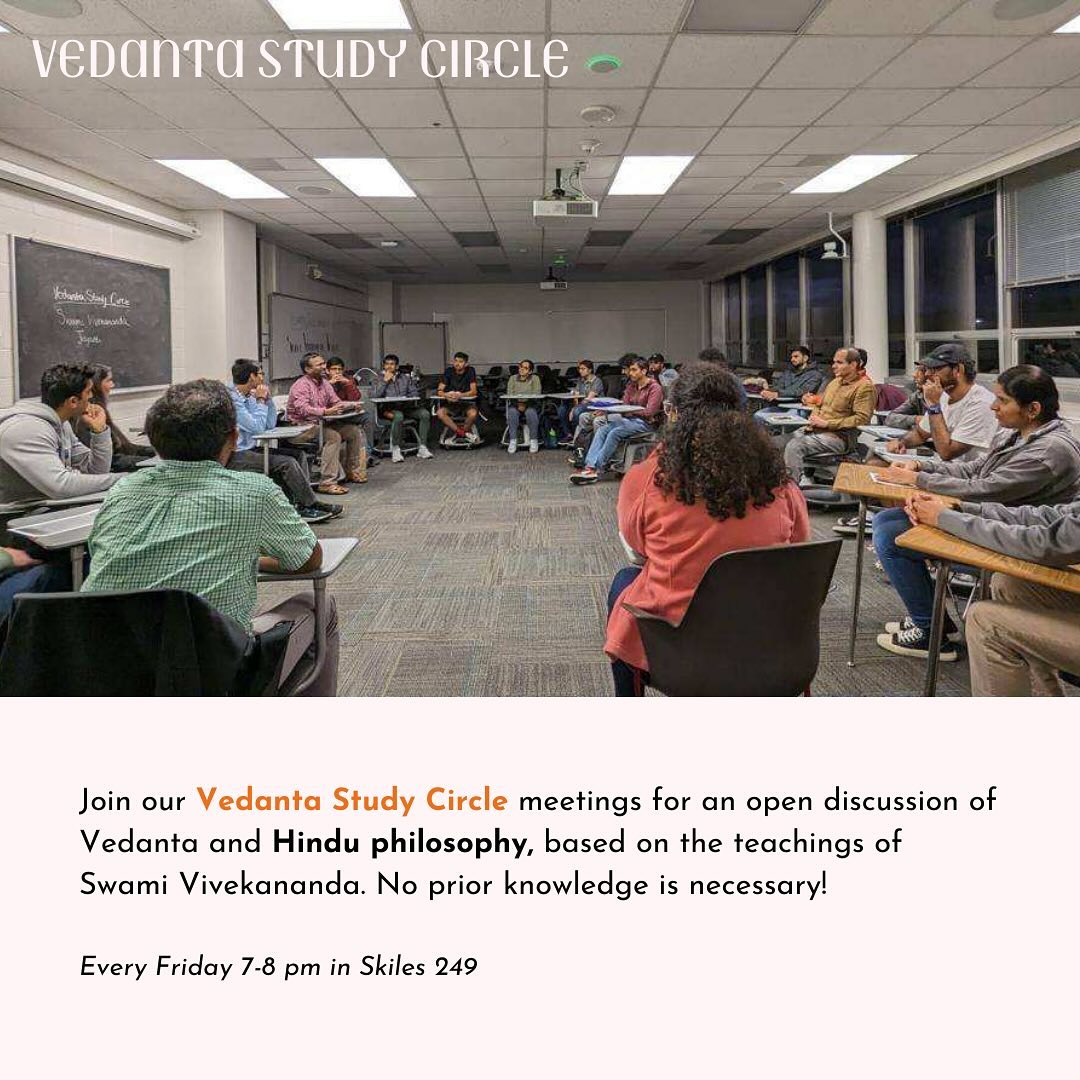 VEDANTA STUDY CIRCLE
Vedanta Study Circle
Swami Vivekananda
Join our Vedanta Study Circle meetings for an open discussion of
Vedanta and Hindu philosophy, based on the teachings of
Swami Vivekananda. No prior knowledge is necessary!
Every Friday 7-8 pm in Skiles 249